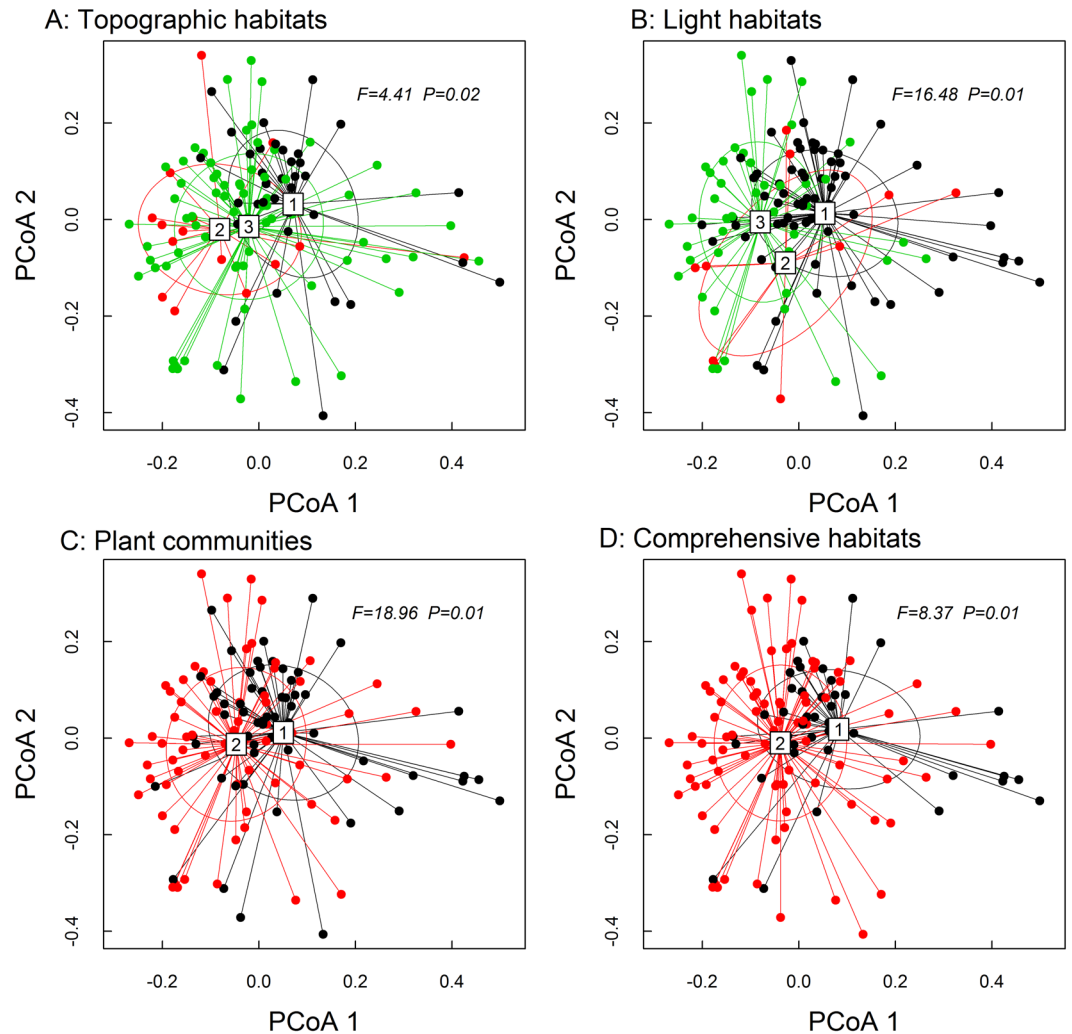 A: Topographic habitats
F=4.41 P=0.02
1
2
3
PCoA 2
0.2
0.0
-0.2
-0.4
-0.2
0.0
0.2
0.4
PCoA 1
B: Light habitats
F=16.48 P=0.01
1
3
2
PCoA 2
0.2
0.0
-0.2
-0.4
-0.2
0.0
0.2
0.4
PCoA 1
C: Plant communities
F=18.96 P=0.01
1
2
PCoA 2
0.2
0.0
-0.2
-0.4
-0.2
0.0
0.2
0.4
PCoA 1
D: Comprehensive habitats
F=8.37 P=0.01
1
2
PCoA 2
0.2
0.0
-0.2
-0.4
-0.2
0.0
0.2
0.4
PCoA 1